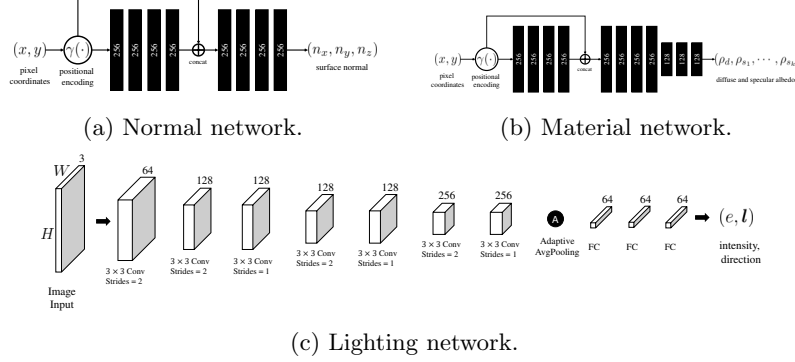 (x, y) γ(·) 256 256 256 256 256 256 256 256 (n_x, n_y, n_z)
pixel coordinates positional encoding concat surface normal
(a) Normal network.
(x, y) γ(·) 256 256 256 256 256 256 256 256 128 128 128 (ρ_d, ρ_{s_1}, ⋯, ρ_{s_k}
pixel coordinates positional encoding concat diffuse and specular albedo
(b) Material network.
W 3 64 128 128 128 128 256 256 64 64 64
H A (e, l)
3 × 3 Conv Strides = 2
3 × 3 Conv Strides = 2
3 × 3 Conv Strides = 1
3 × 3 Conv Strides = 2
3 × 3 Conv Strides = 1
3 × 3 Conv Strides = 2
3 × 3 Conv Strides = 1
Adaptive AvgPooling
FC FC FC
intensity, direction
Image Input
(c) Lighting network.